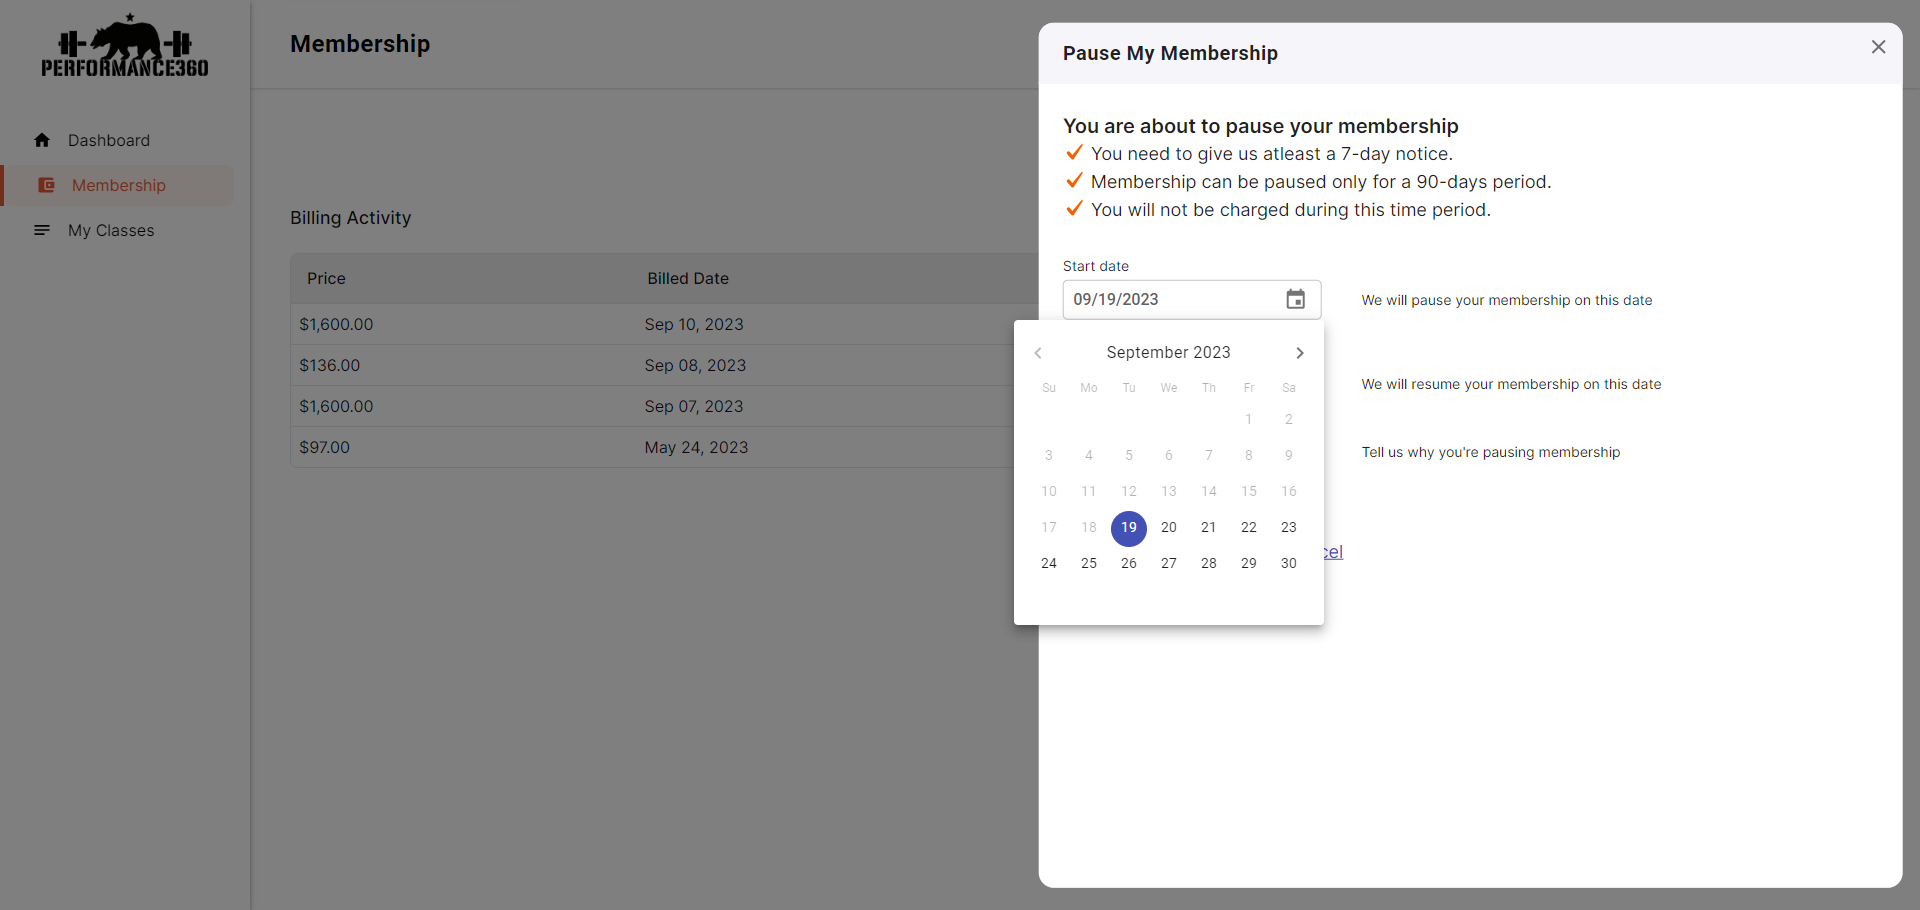 PERFORMANCE360
Dashboard
Membership
My Classes
Membership
Billing Activity
Price Billed Date
$1,600.00 Sep 10, 2023
$136.00 Sep 08, 2023
$1,600.00 Sep 07, 2023
$97.00 May 24, 2023
Pause My Membership
You are about to pause your membership
You need to give us atleast a 7-day notice.
Membership can be paused only for a 90-days period.
You will not be charged during this time period.
Start date
09/19/2023
We will pause your membership on this date
September 2023
Su Mo Tu We Th Fr Sa
1 2
3 4 5 6 7 8 9
10 11 12 13 14 15 16
17 18 19 20 21 22 23
24 25 26 27 28 29 30
We will resume your membership on this date
Tell us why you're pausing membership
cel